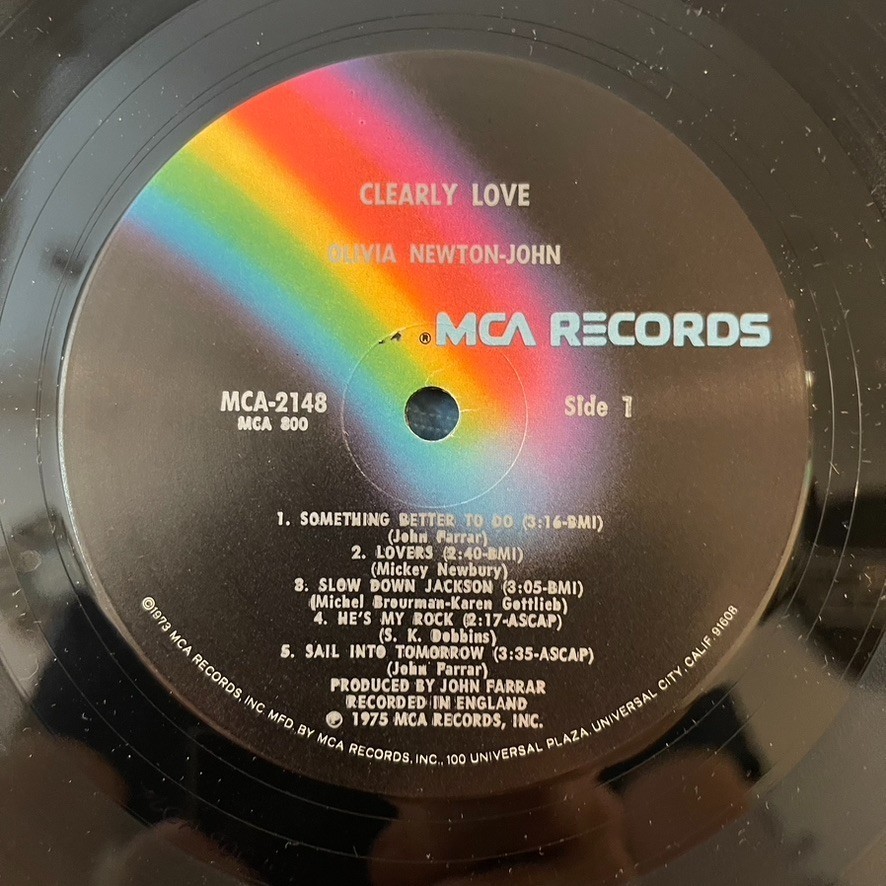 CLEARLY LOVE
OLIVIA NEWTON-JOHN
® MCA RECORDS
MCA-2148
MCA 800
Side 1
1. SOMETHING BETTER TO DO (3:16-BMI)
(John Farrar)
2. LOVERS (2:40-BMI)
(Mickey Newbury)
3. SLOW DOWN JACKSON (3:05-BMI)
(Michel Brourman-Karen Gottlieb)
4. HE'S MY ROCK (2:17-ASCAP)
(S. K. Dobbins)
5. SAIL INTO TOMORROW (3:35-ASCAP)
(John Farrar)
PRODUCED BY JOHN FARRAR
RECORDED IN ENGLAND
℗ 1975 MCA RECORDS, INC.
©1973 MCA RECORDS, INC. MFD. BY MCA RECORDS, INC., 100 UNIVERSAL PLAZA, UNIVERSAL CITY, CALIF. 91608